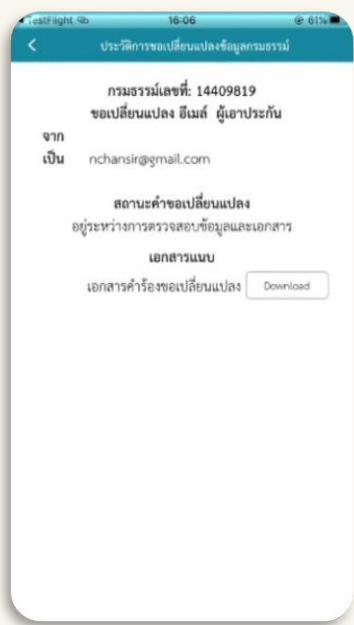 TestFlight 16:06 61%
ประวัติการขอเปลี่ยนแปลงข้อมูลกรมธรรม์
กรมธรรม์เลขที่: 14409819
ขอเปลี่ยนแปลง อีเมล์ ผู้เอาประกัน
จาก
เป็น nchansir@gmail.com
สถานะคำขอเปลี่ยนแปลง
อยู่ระหว่างการตรวจสอบข้อมูลและเอกสาร
เอกสารแนบ
เอกสารคำร้องขอเปลี่ยนแปลง Download